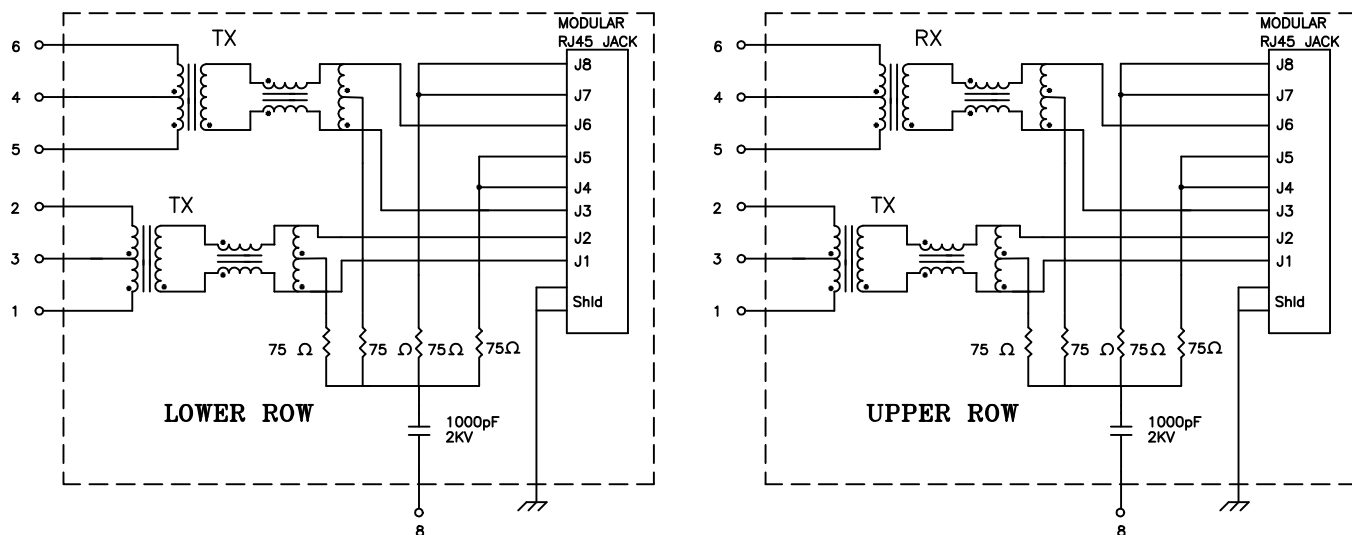 MODULAR
RJ45 JACK
6
TX
J8
4
J7
J6
5
J5
J4
2
TX
J3
J2
3
J1
1
Shld
75 Ω
75 Ω
75Ω
75Ω
LOWER ROW
1000pF
2KV
8
MODULAR
RJ45 JACK
6
RX
J8
4
J7
J6
5
J5
J4
2
TX
J3
J2
3
J1
1
Shld
75 Ω
75 Ω
75Ω
75Ω
UPPER ROW
1000pF
2KV
8